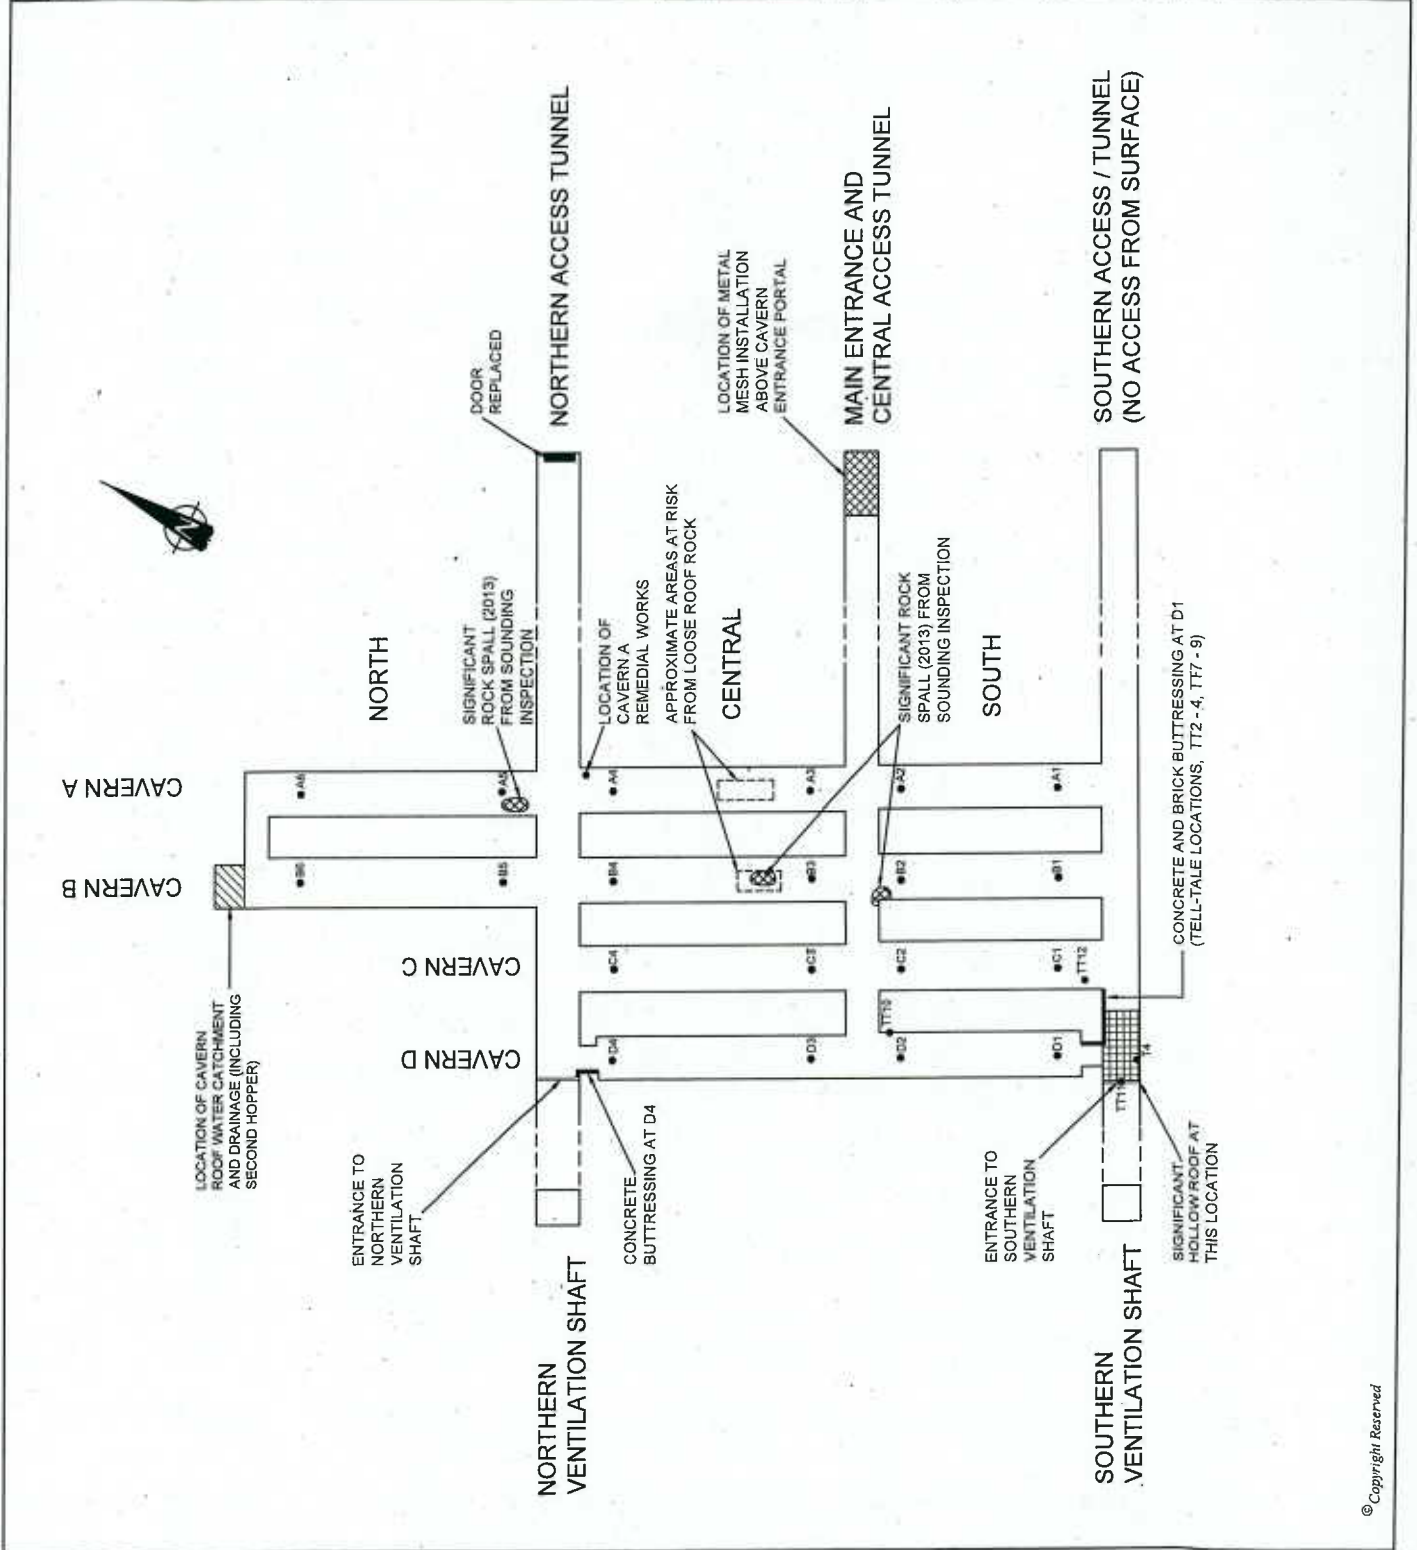 CAVERN A
CAVERN B
CAVERN C
CAVERN D
LOCATION OF CAVERN
ROOF WATER CATCHMENT
AND DRAINAGE (INCLUDING
SECOND HOPPER)
NORTH
SIGNIFICANT
ROCK SPALL (2013)
FROM SOUNDING
INSPECTION
DOOR
REPLACED
NORTHERN ACCESS TUNNEL
N
LOCATION OF
CAVERN A
REMEDIAL WORKS
APPROXIMATE AREAS AT RISK
FROM LOOSE ROOF ROCK
CENTRAL
LOCATION OF METAL
MESH INSTALLATION
ABOVE CAVERN
ENTRANCE PORTAL
MAIN ENTRANCE AND
CENTRAL ACCESS TUNNEL
SIGNIFICANT ROCK
SPALL (2013) FROM
SOUNDING INSPECTION
SOUTH
SOUTHERN ACCESS / TUNNEL
(NO ACCESS FROM SURFACE)
CONCRETE AND BRICK BUTTRESSING AT D1
(TELL-TALE LOCATIONS, TT2 - 4, TT7 - 9)
A6
A5
A4
A3
A2
A1
B6
B5
B4
B3
B2
B1
C4
C3
C2
C1
TT12
TT10
D4
D3
D2
D1
T4
TT11
ENTRANCE TO
NORTHERN
VENTILATION
SHAFT
CONCRETE
BUTTRESSING AT D4
ENTRANCE TO
SOUTHERN
VENTILATION
SHAFT
SIGNIFICANT
HOLLOW ROOF AT
THIS LOCATION
NORTHERN
VENTILATION SHAFT
SOUTHERN
VENTILATION SHAFT
© Copyright Reserved